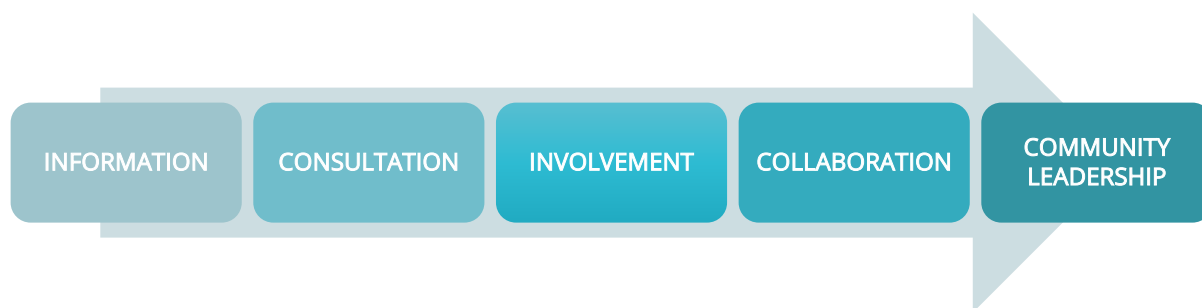 INFORMATION
CONSULTATION
INVOLVEMENT
COLLABORATION
COMMUNITY
LEADERSHIP